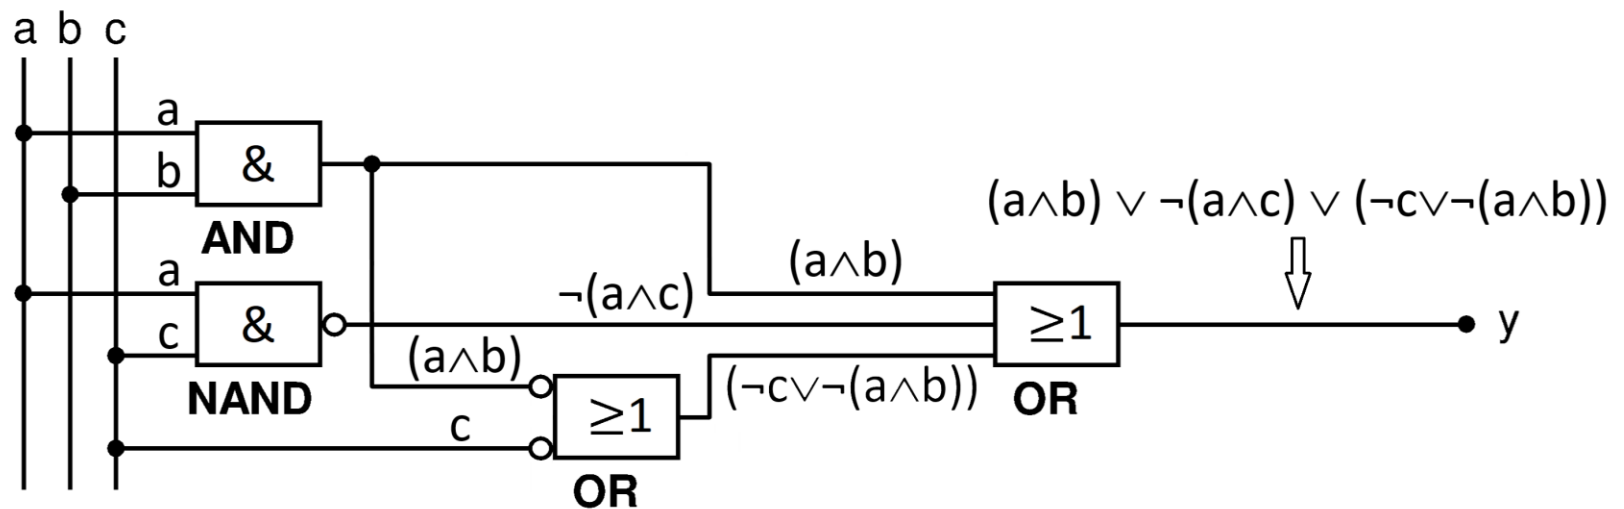 a b c
a
b
&
AND
(a∧b) ∨ ¬(a∧c) ∨ (¬c∨¬(a∧b))
(a∧b)
a
c
&
NAND
¬(a∧c)
≥1
OR
y
(a∧b)
c
≥1
OR
(¬c∨¬(a∧b))